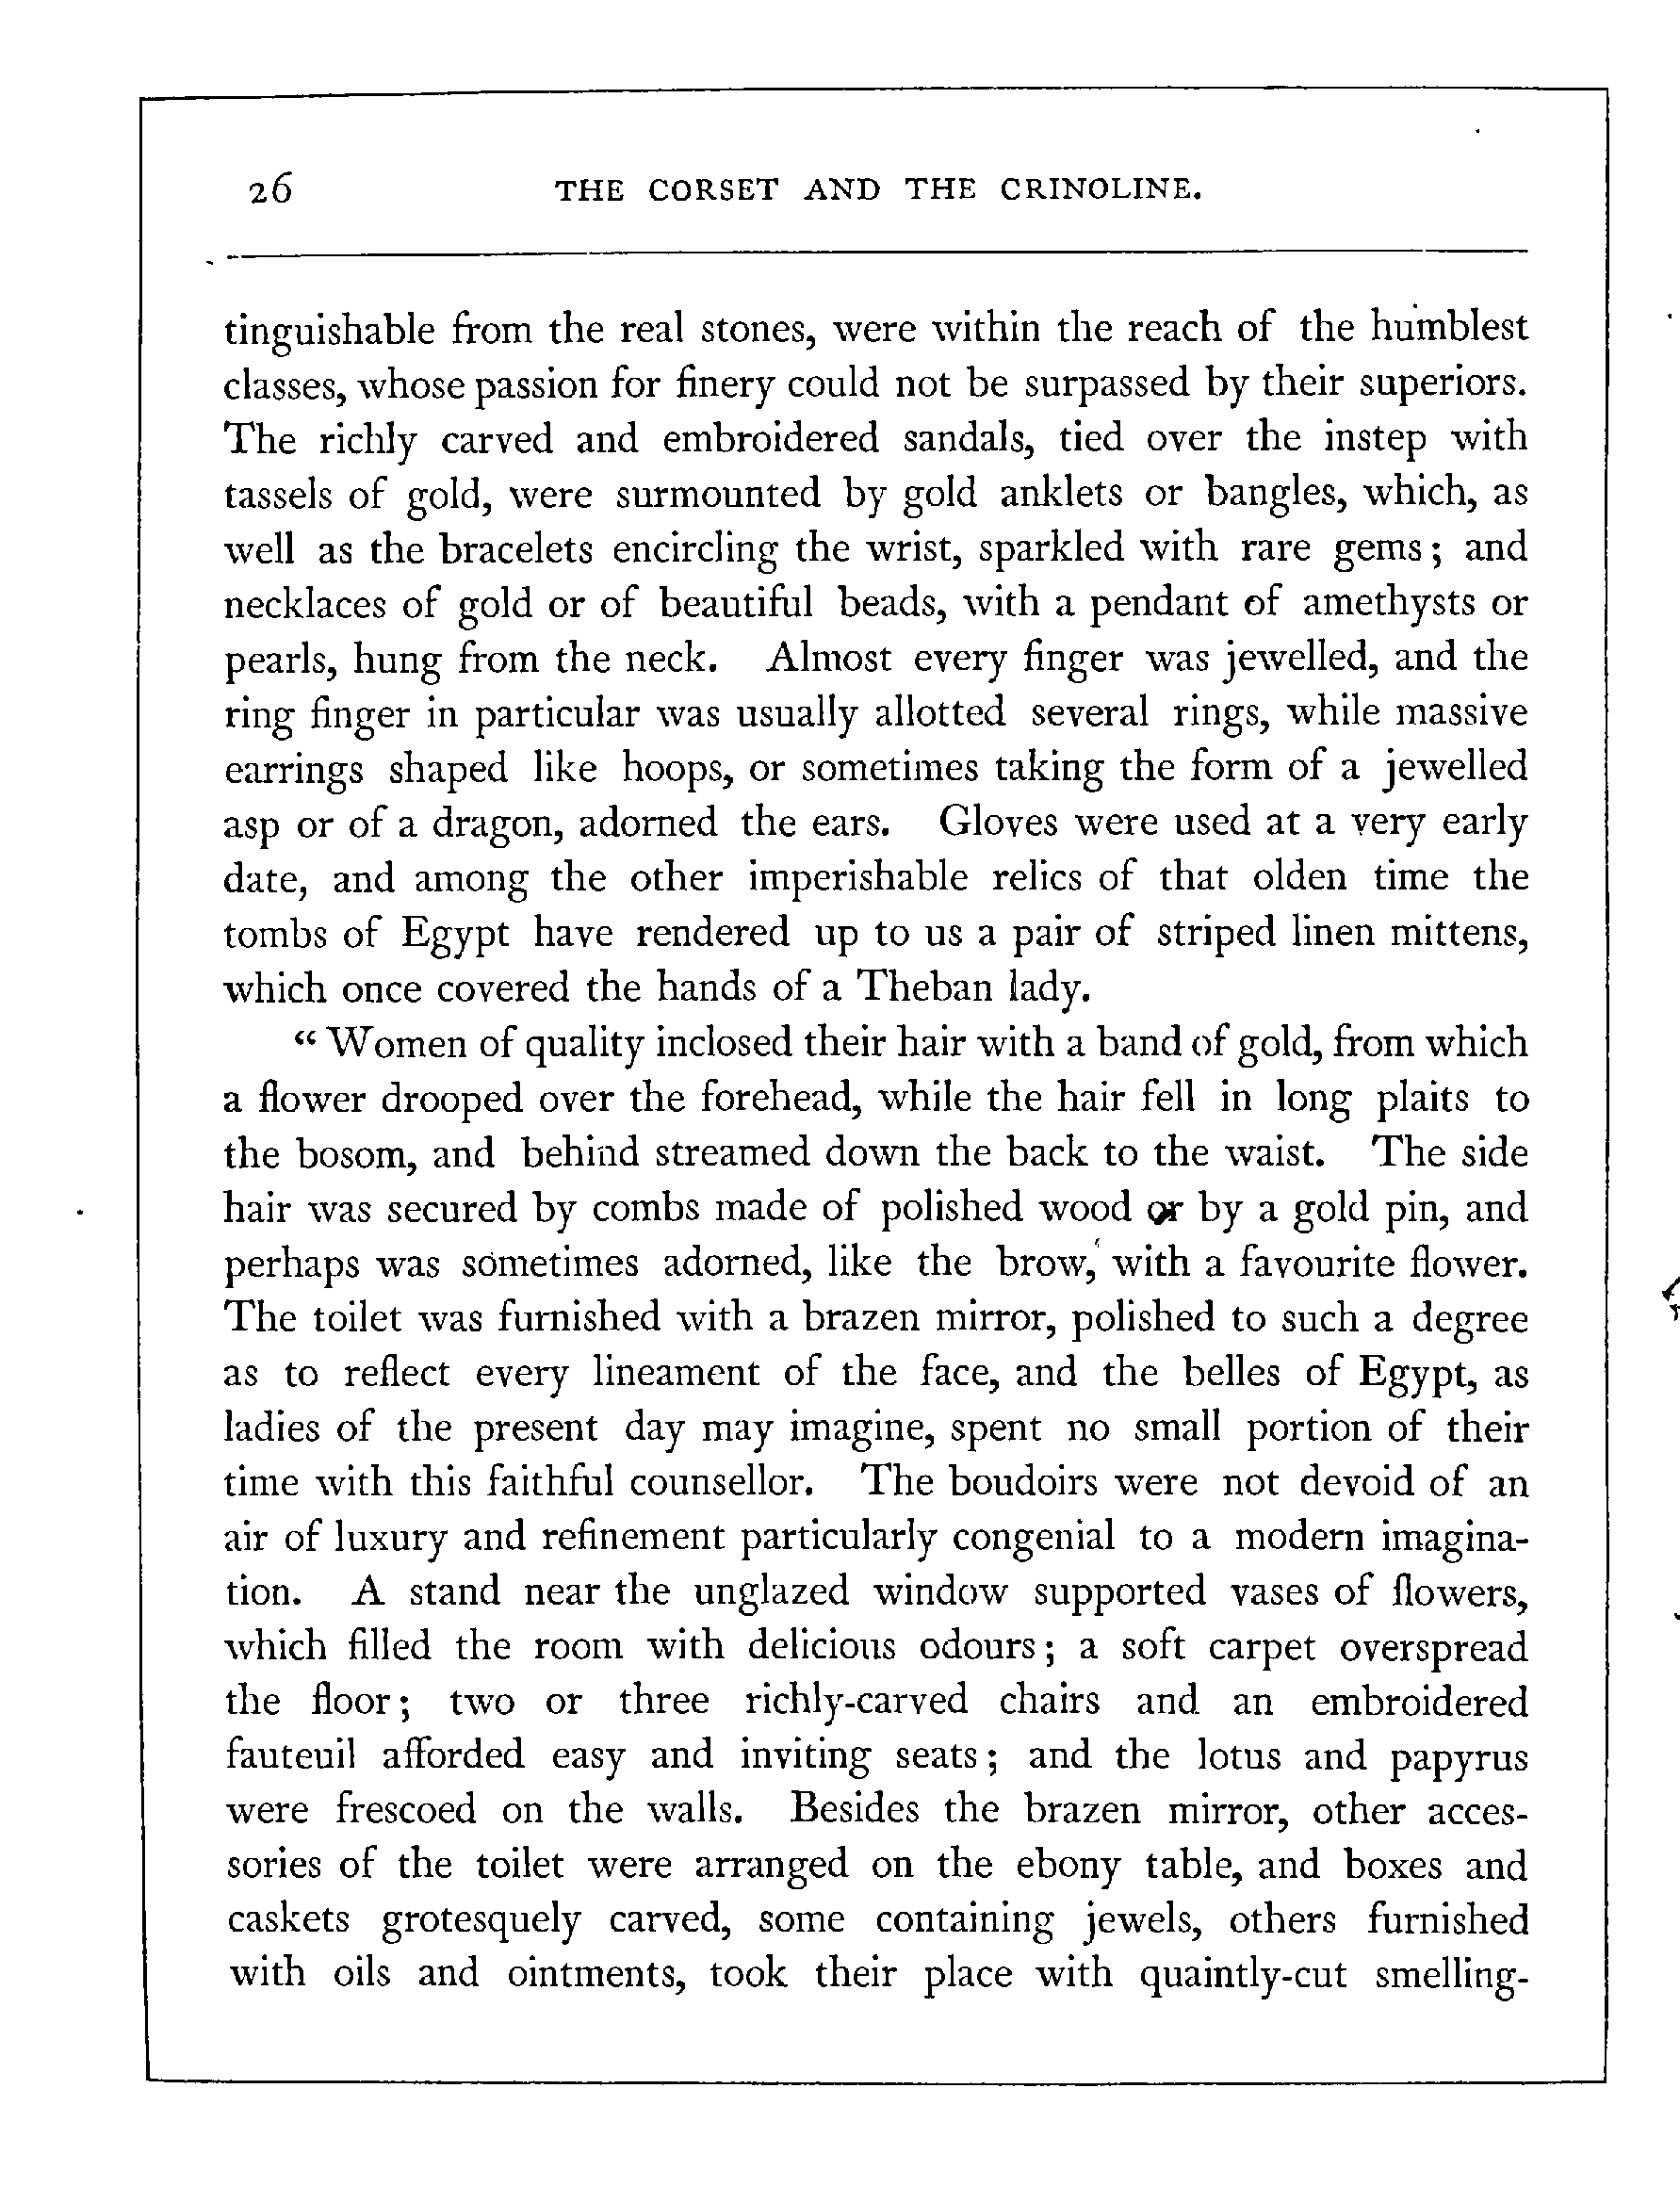 26 THE CORSET AND THE CRINOLINE.
tinguishable from the real stones, were within the reach of the humblest
classes, whose passion for finery could not be surpassed by their superiors.
The richly carved and embroidered sandals, tied over the instep with
tassels of gold, were surmounted by gold anklets or bangles, which, as
well as the bracelets encircling the wrist, sparkled with rare gems; and
necklaces of gold or of beautiful beads, with a pendant of amethysts or
pearls, hung from the neck. Almost every finger was jewelled, and the
ring finger in particular was usually allotted several rings, while massive
earrings shaped like hoops, or sometimes taking the form of a jewelled
asp or of a dragon, adorned the ears. Gloves were used at a very early
date, and among the other imperishable relics of that olden time the
tombs of Egypt have rendered up to us a pair of striped linen mittens,
which once covered the hands of a Theban lady.
“Women of quality inclosed their hair with a band of gold, from which
a flower drooped over the forehead, while the hair fell in long plaits to
the bosom, and behind streamed down the back to the waist. The side
hair was secured by combs made of polished wood or by a gold pin, and
perhaps was sometimes adorned, like the brow, with a favourite flower.
The toilet was furnished with a brazen mirror, polished to such a degree
as to reflect every lineament of the face, and the belles of Egypt, as
ladies of the present day may imagine, spent no small portion of their
time with this faithful counsellor. The boudoirs were not devoid of an
air of luxury and refinement particularly congenial to a modern imagina-
tion. A stand near the unglazed window supported vases of flowers,
which filled the room with delicious odours; a soft carpet overspread
the floor; two or three richly-carved chairs and an embroidered
fauteuil afforded easy and inviting seats; and the lotus and papyrus
were frescoed on the walls. Besides the brazen mirror, other acces-
sories of the toilet were arranged on the ebony table, and boxes and
caskets grotesquely carved, some containing jewels, others furnished
with oils and ointments, took their place with quaintly-cut smelling-